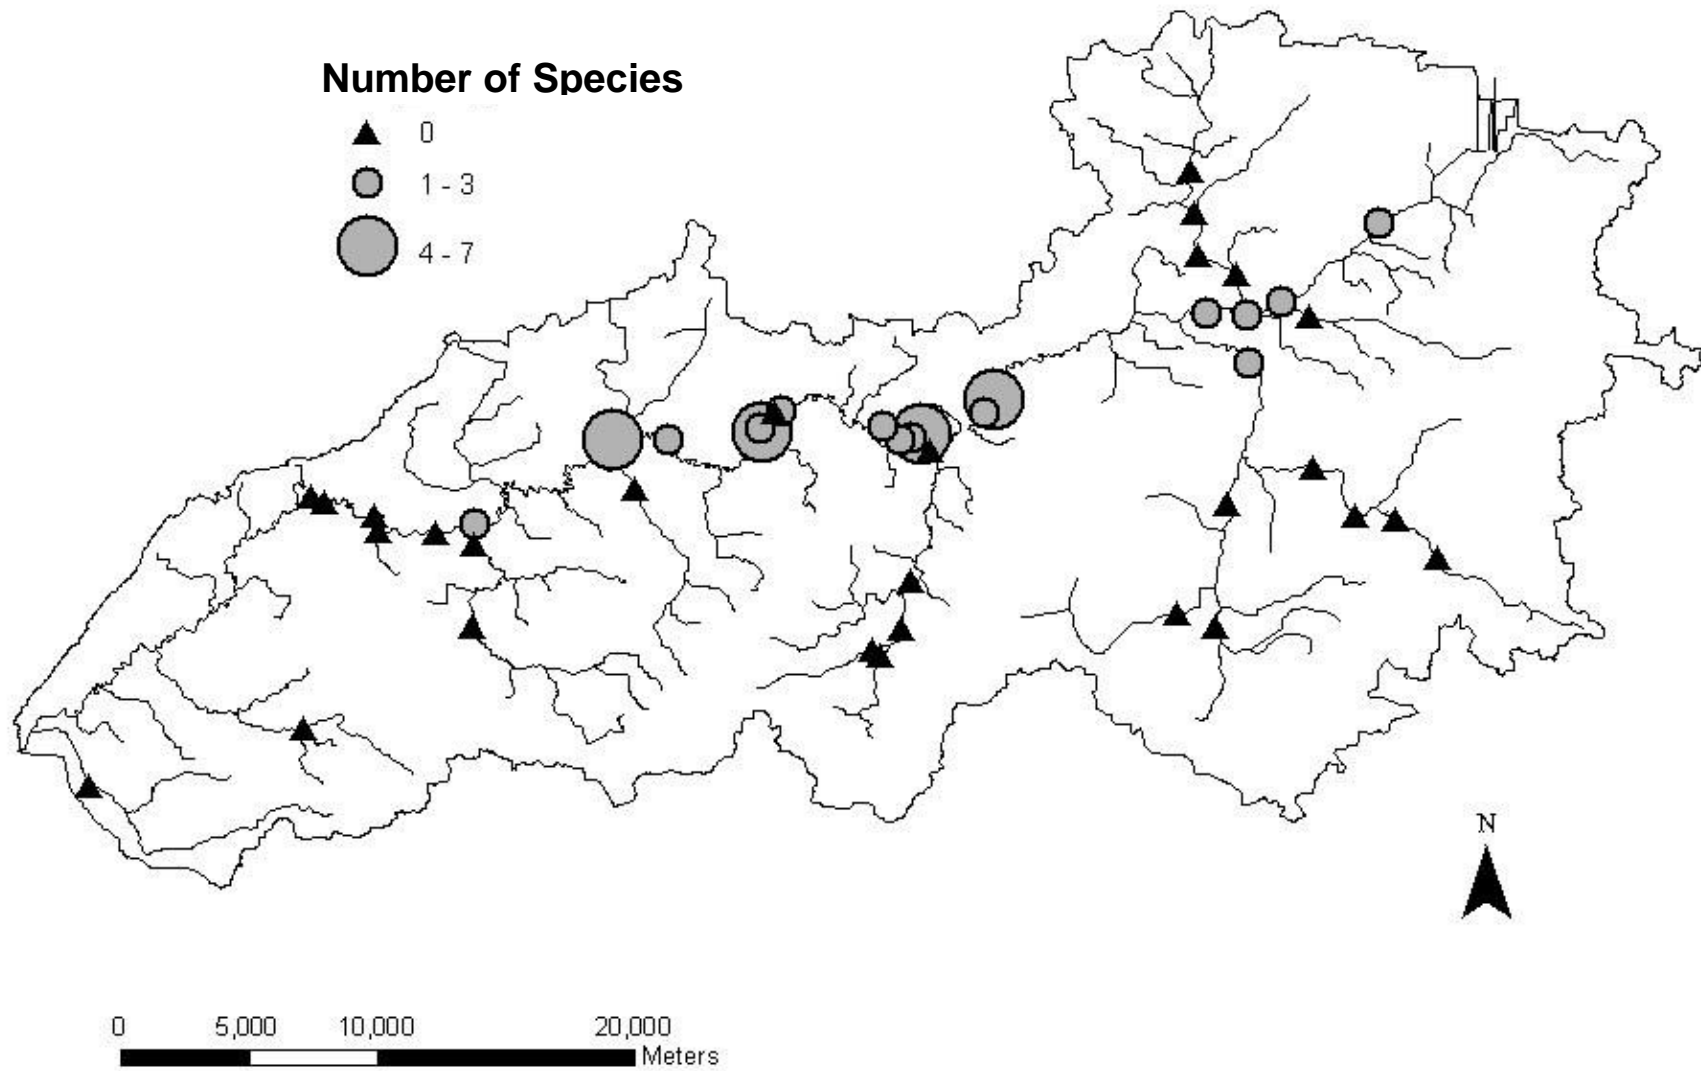 Number of Species
0
1 - 3
4 - 7
N
0 5,000 10,000 20,000
Meters